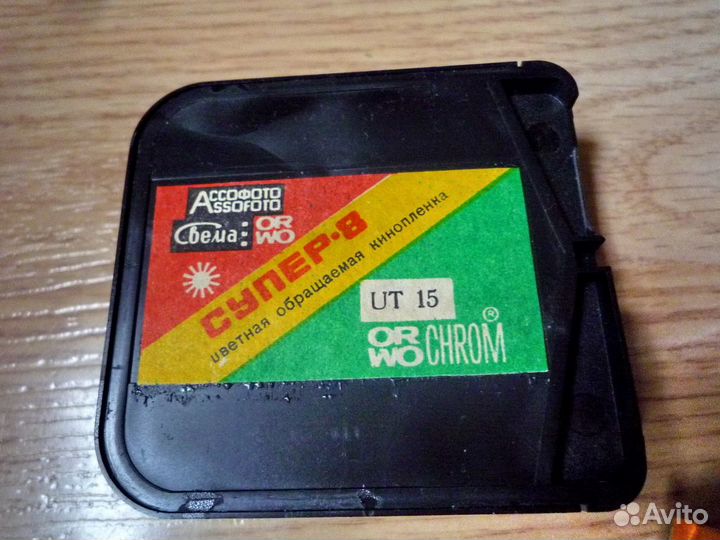 АССОФОТО
ASSOFOTO
Свема:
OR
WO
СУПЕР·8
цветная обращаемая кинопленка
UT 15
OR
WO CHROM ®
Avito